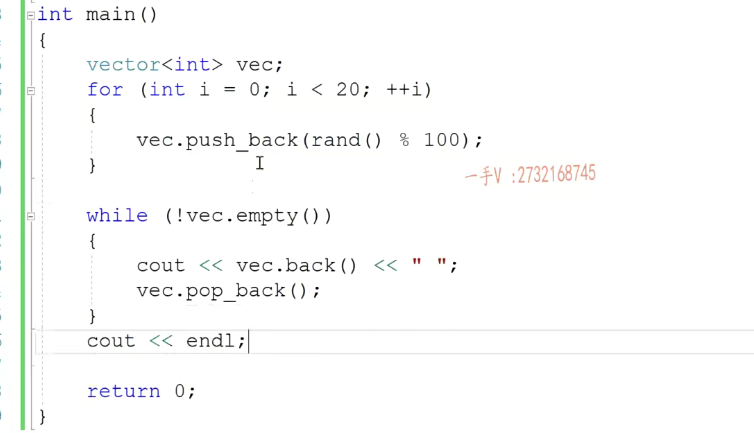 int main()
{
vector<int> vec;
for (int i = 0; i < 20; ++i)
{
vec.push_back(rand() % 100);
}
一手V :2732168745
while (!vec.empty())
{
cout << vec.back() << " ";
vec.pop_back();
}
cout << endl;
return 0;
}